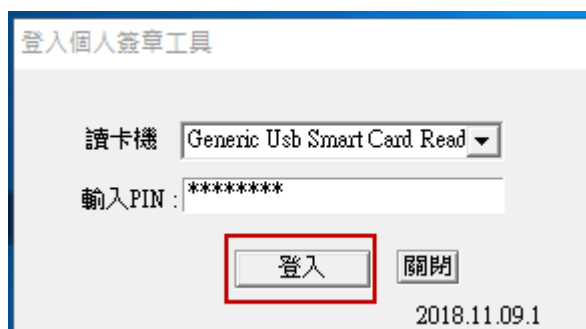 登入個人簽章工具
讀卡機 Generic Usb Smart Card Read
輸入PIN : ********
登入 關閉
2018.11.09.1